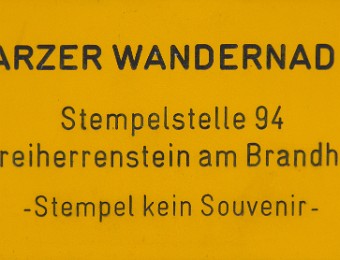 ARZER WANDERNAD
Stempelstelle 94
reiherrenstein am Brandh
-Stempel kein Souvenir-